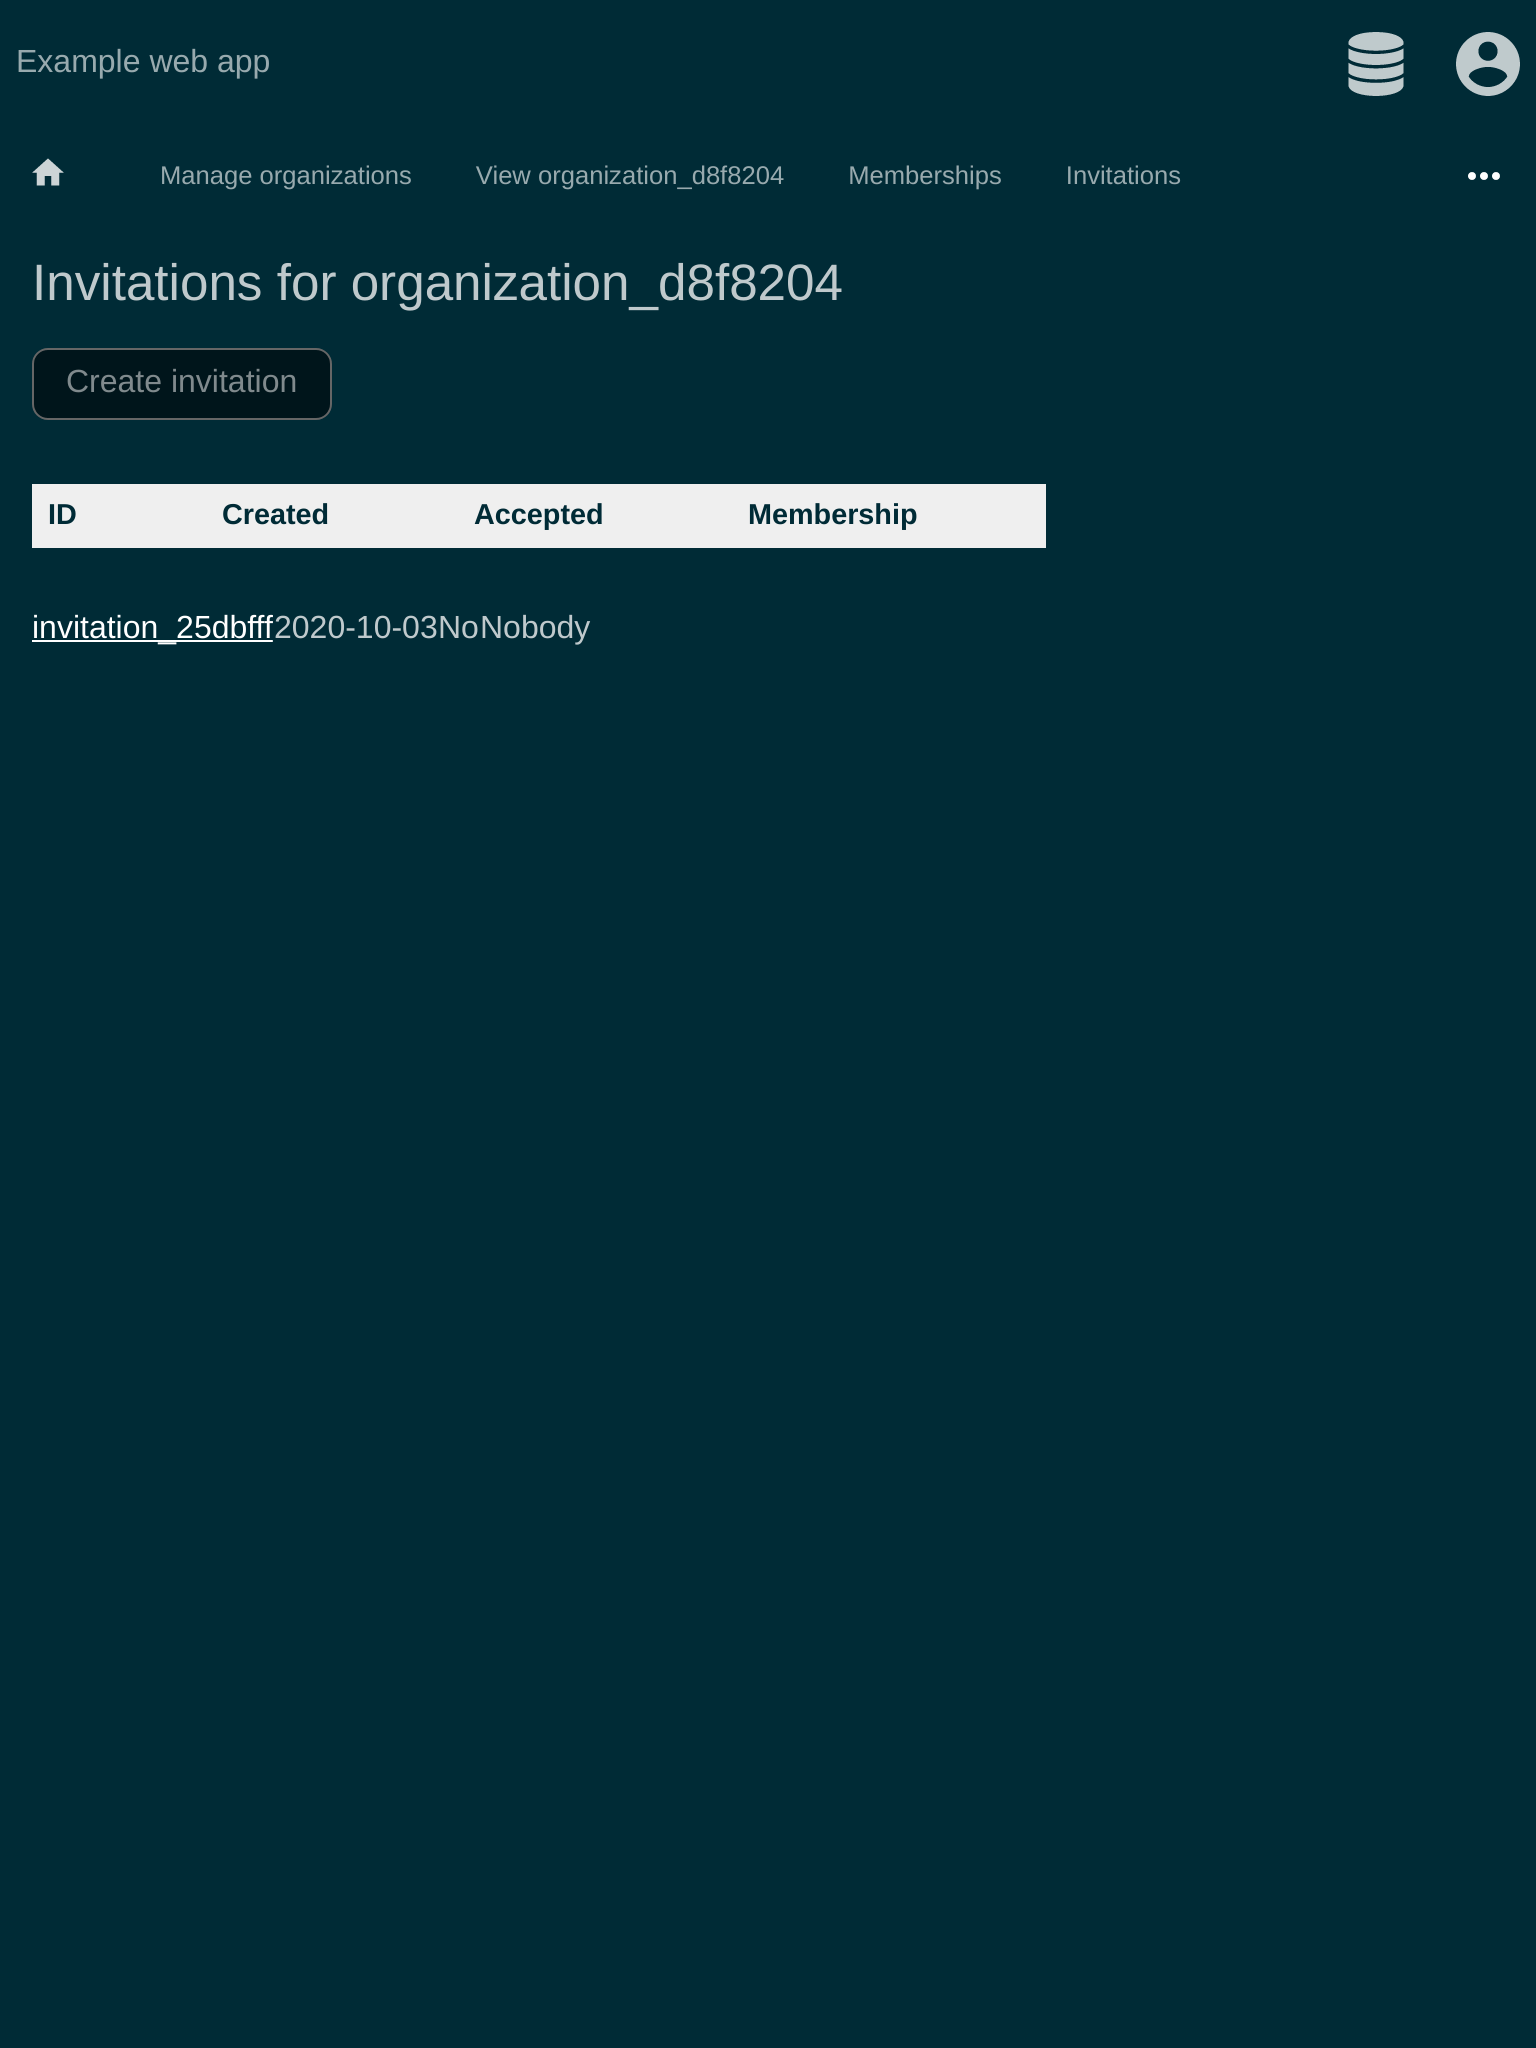 Example web app
Manage organizations View organization_d8f8204 Memberships Invitations
Invitations for organization_d8f8204
Create invitation
ID Created Accepted Membership
invitation_25dbfff2020-10-03NoNobody